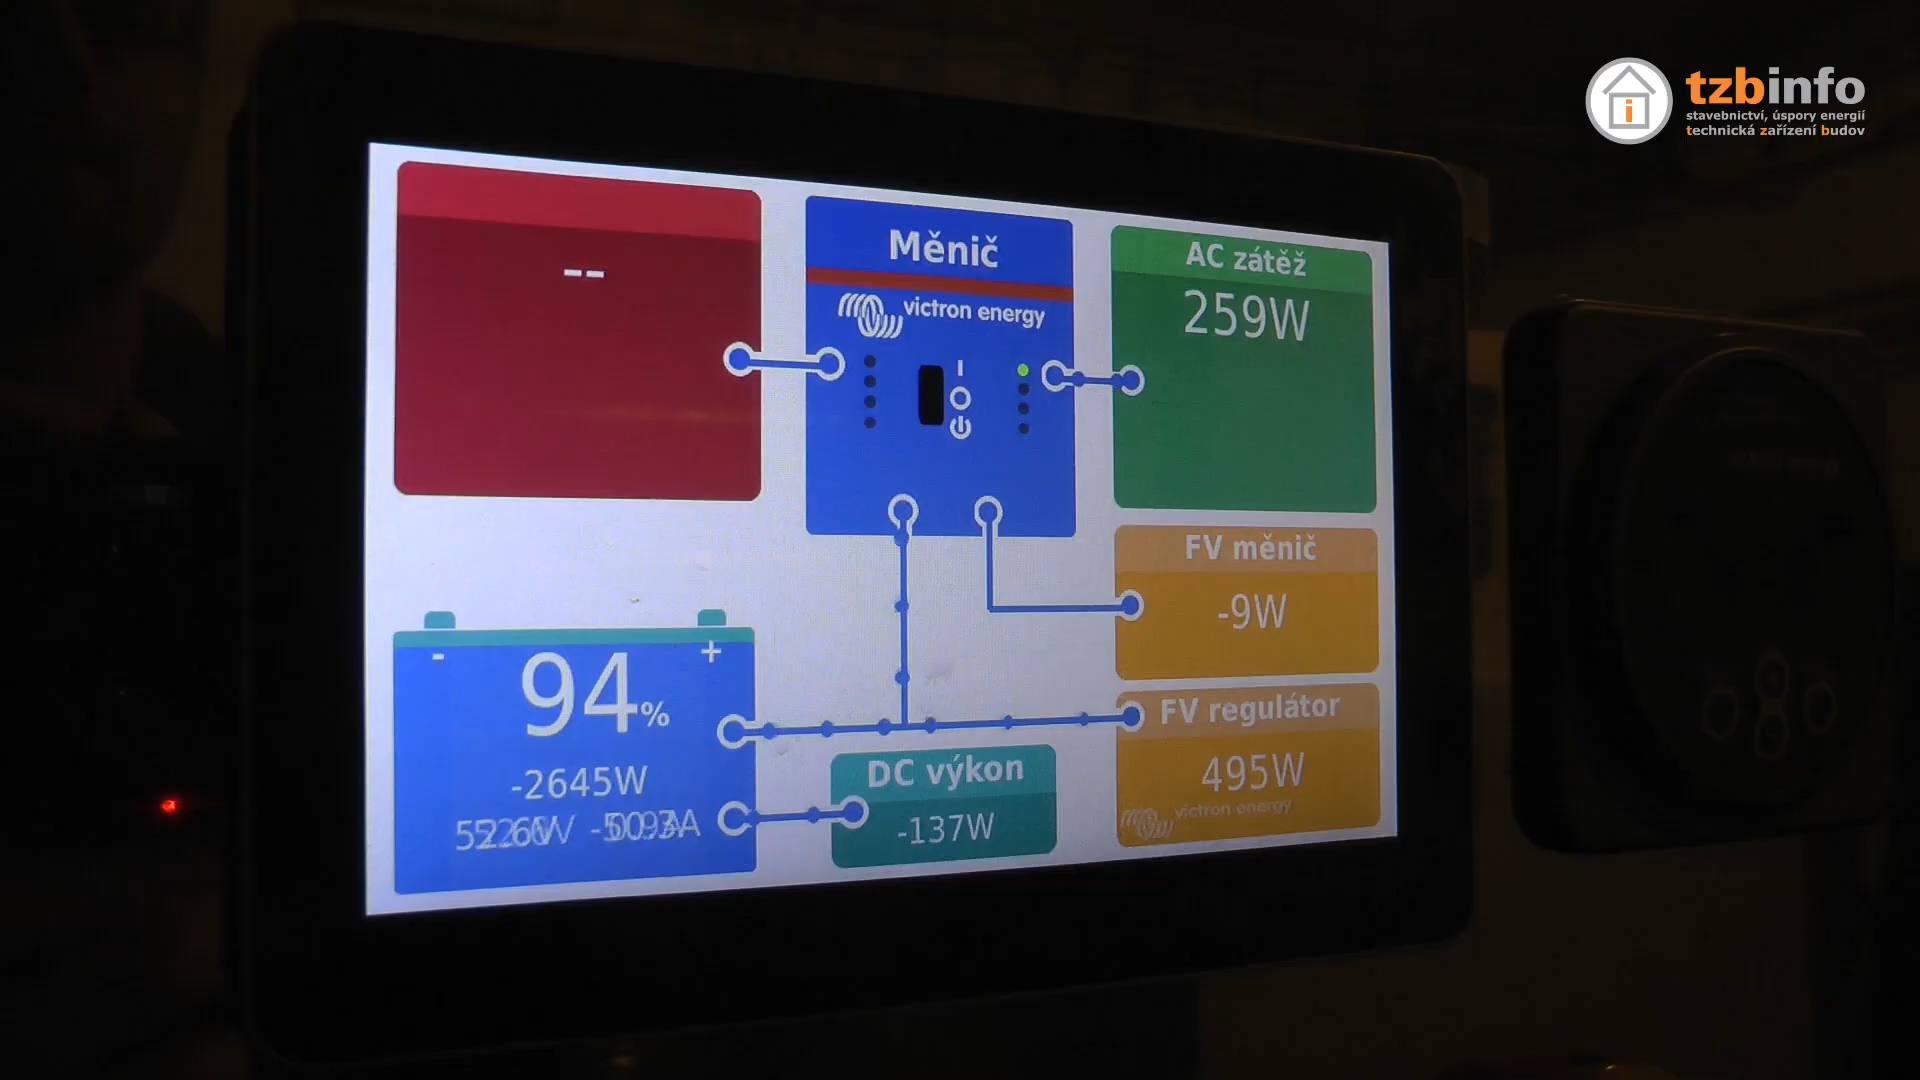 tzbinfo
stavebnictví, úspory energií
technická zařízení budov
--
Měnič
victron energy
AC zátěž
259W
FV měnič
-9W
- +
94%
-2645W
FV regulátor
495W
victron energy
DC výkon
-137W